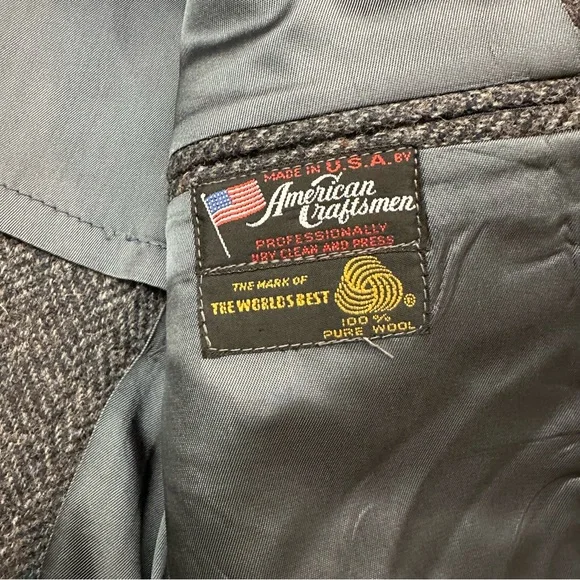 MADE IN U.S.A. BY
American
Craftsmen
PROFESSIONALLY
DRY CLEAN AND PRESS
THE MARK OF
THE WORLDS BEST
®
100%
PURE WOOL